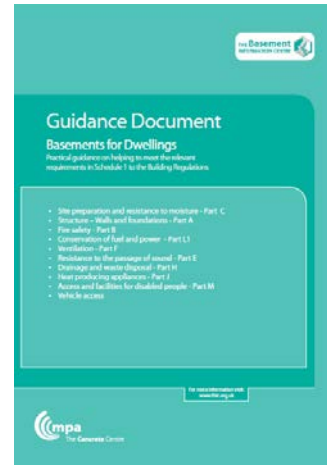 THE Basement
INFORMATION CENTRE
Guidance Document
Basements for Dwellings
Practical guidance on helping to meet the relevant
requirements in Schedule 1 to the Building Regulations
• Site preparation and resistance to moisture - Part C
• Structure – Walls and foundations - Part A
• Fire safety - Part B
• Conservation of fuel and power - Part L1
• Ventilation - Part F
• Resistance to the passage of sound - Part E
• Drainage and waste disposal - Part H
• Heat producing appliances - Part J
• Access and facilities for disabled people - Part M
• Vehicle access
For more information visit:
www.tbic.org.uk
mpa
The Concrete Centre